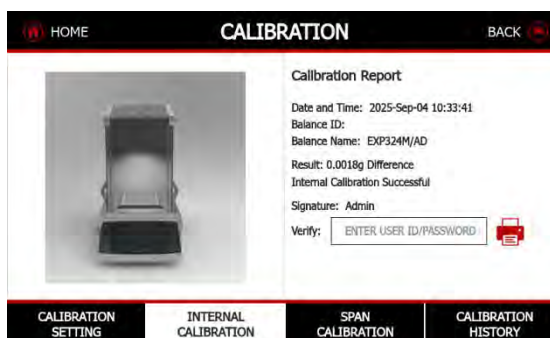 HOME
CALIBRATION
BACK
Calibration Report
Date and Time: 2025-Sep-04 10:33:41
Balance ID:
Balance Name: EXP324M/AD
Result: 0.0018g Difference
Internal Calibration Successful
Signature: Admin
Verify: ENTER USER ID/PASSWORD
CALIBRATION
SETTING
INTERNAL
CALIBRATION
SPAN
CALIBRATION
CALIBRATION
HISTORY